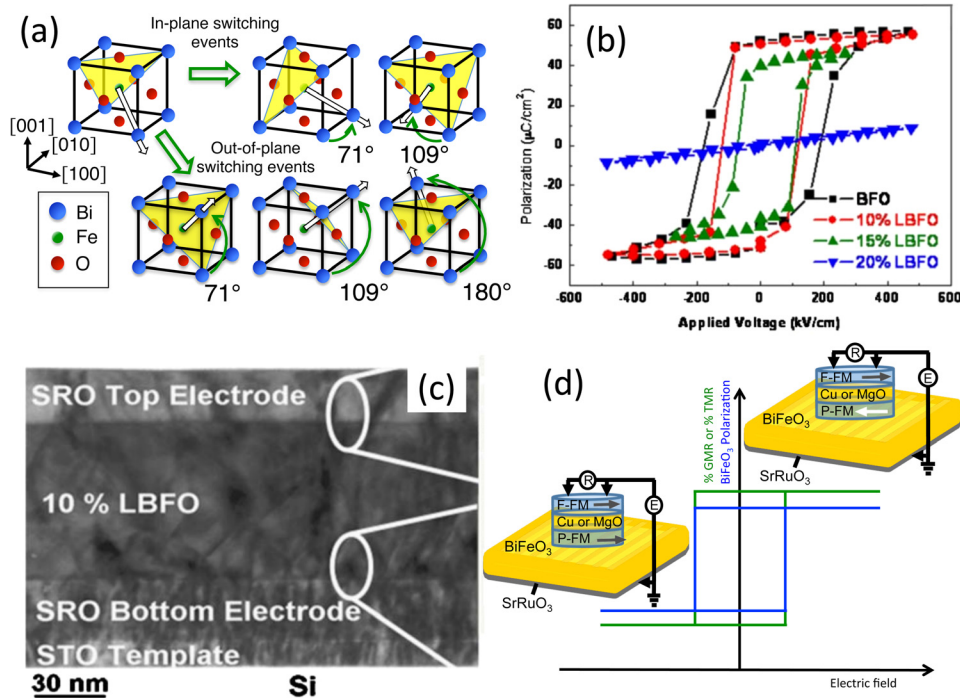 (a)
In-plane switching
events
[001]
[010]
[100]
71°
109°
Out-of-plane
switching events
Bi
Fe
O
71°
109°
180°
(b)
Polarization (µC/cm²)
60
40
20
0
-20
-40
-60
BFO
10% LBFO
15% LBFO
20% LBFO
-600
-400
-200
0
200
400
600
Applied Voltage (kV/cm)
(c)
SRO Top Electrode
10 % LBFO
SRO Bottom Electrode
STO Template
30 nm
Si
(d)
% GMR or % TMR
BiFeO₃ Polarization
R
E
F-FM
Cu or MgO
P-FM
BiFeO₃
SrRuO₃
R
E
F-FM
Cu or MgO
P-FM
BiFeO₃
SrRuO₃
Electric field